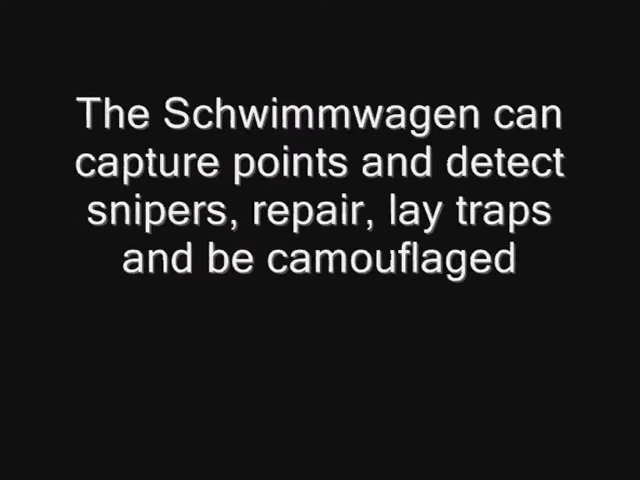 The Schwimmwagen can
capture points and detect
snipers, repair, lay traps
and be camouflaged